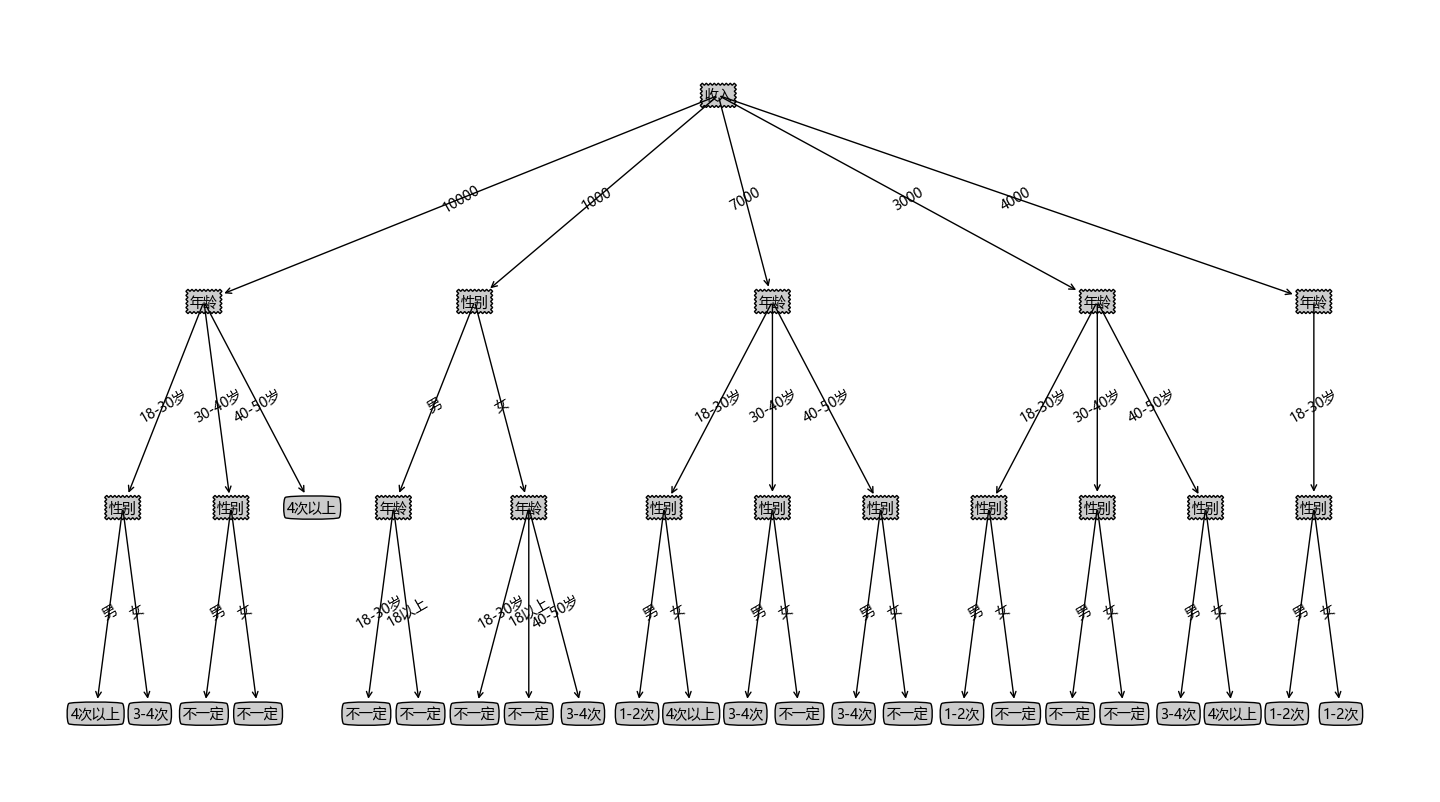 收入
10000
1000
7000
3000
4000
年龄
性别
年龄
年龄
年龄
18-30岁
30-40岁
40-50岁
男
女
18-30岁
30-40岁
40-50岁
18-30岁
30-40岁
40-50岁
18-30岁
性别
性别
4次以上
年龄
年龄
性别
性别
性别
性别
性别
性别
性别
男
女
男
女
18-30岁
18以上
18-30岁
18以上
40-50岁
男
女
男
女
男
女
男
女
男
女
男
女
男
女
4次以上
3-4次
不一定
不一定
不一定
不一定
不一定
不一定
3-4次
1-2次
4次以上
3-4次
不一定
3-4次
不一定
1-2次
不一定
不一定
不一定
3-4次
4次以上
1-2次
1-2次